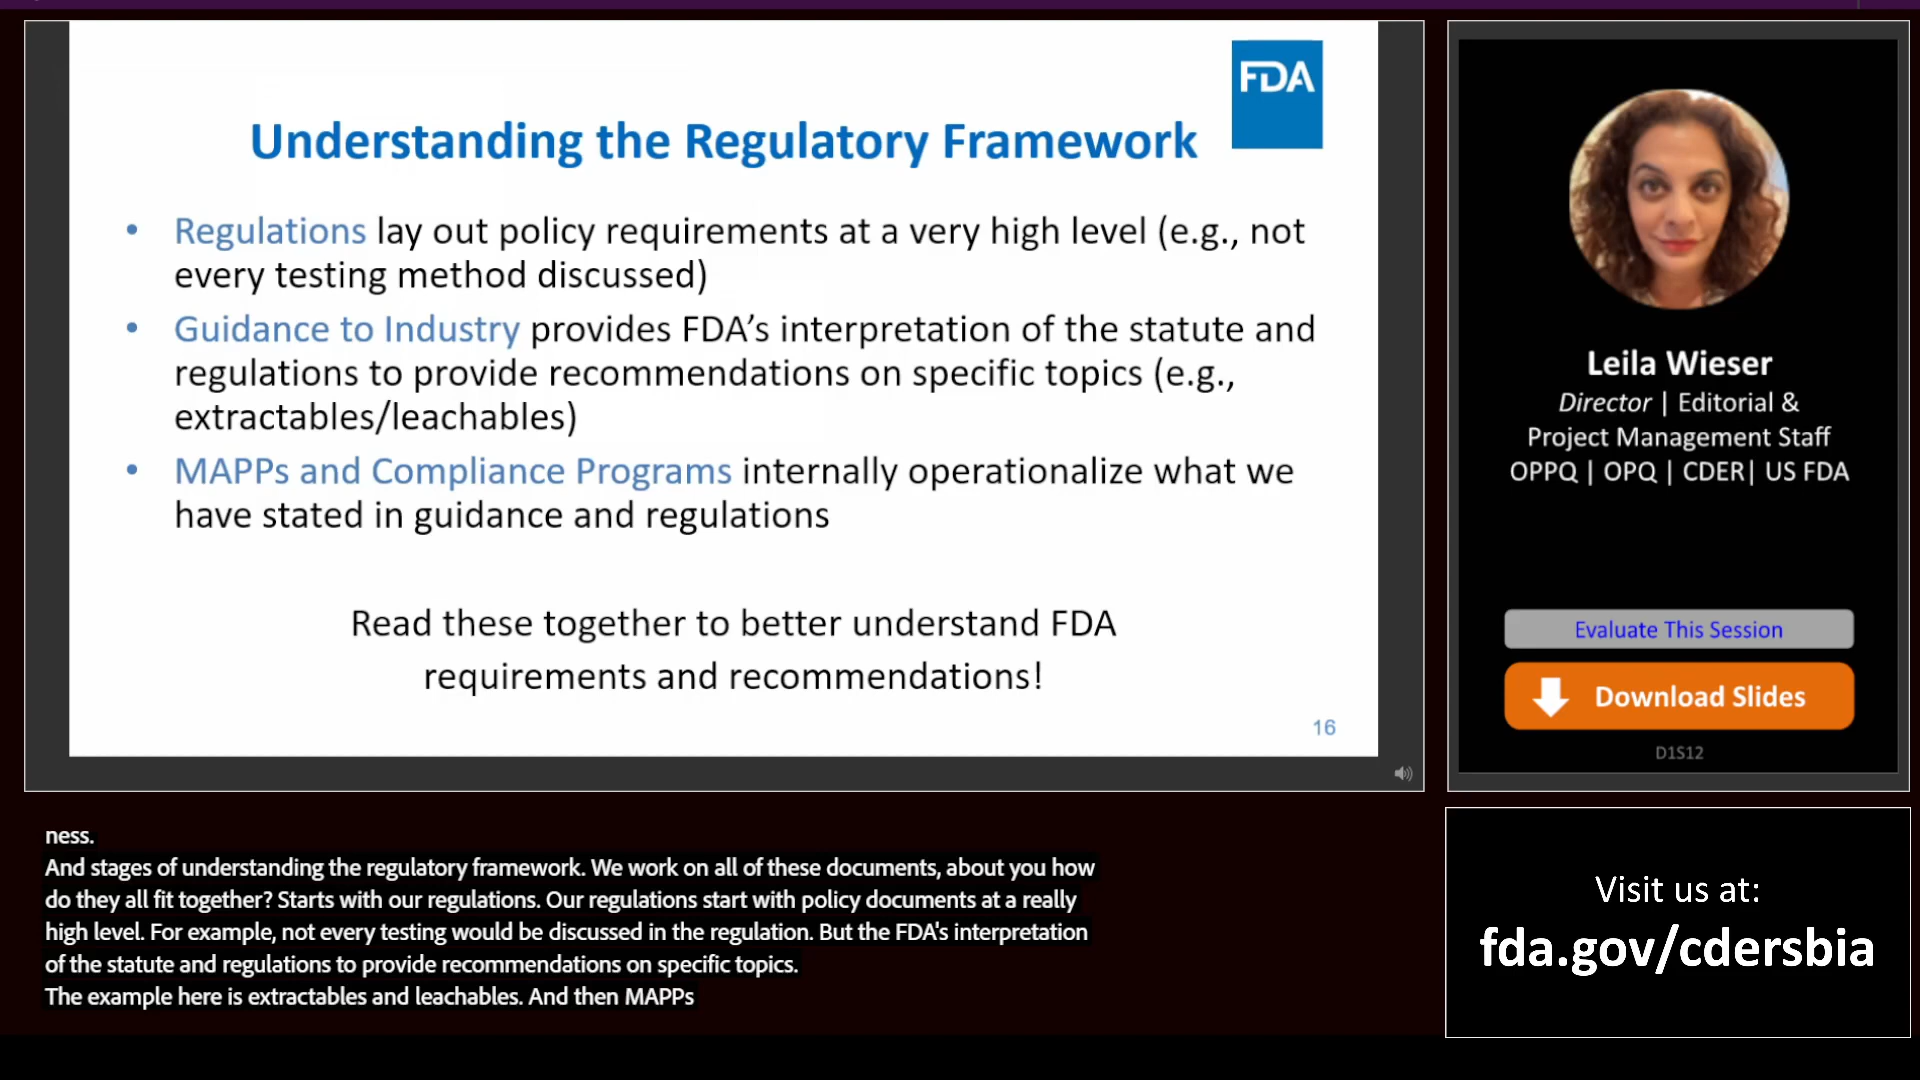 FDA
Understanding the Regulatory Framework
• Regulations lay out policy requirements at a very high level (e.g., not
every testing method discussed)
• Guidance to Industry provides FDA’s interpretation of the statute and
regulations to provide recommendations on specific topics (e.g.,
extractables/leachables)
• MAPPs and Compliance Programs internally operationalize what we
have stated in guidance and regulations
Read these together to better understand FDA
requirements and recommendations!
16
Leila Wieser
Director | Editorial &
Project Management Staff
OPPQ | OPQ | CDER| US FDA
Evaluate This Session
Download Slides
D1S12
ness.
And stages of understanding the regulatory framework. We work on all of these documents, about you how
do they all fit together? Starts with our regulations. Our regulations start with policy documents at a really
high level. For example, not every testing would be discussed in the regulation. But the FDA's interpretation
of the statute and regulations to provide recommendations on specific topics.
The example here is extractables and leachables. And then MAPPs
Visit us at:
fda.gov/cdersbia